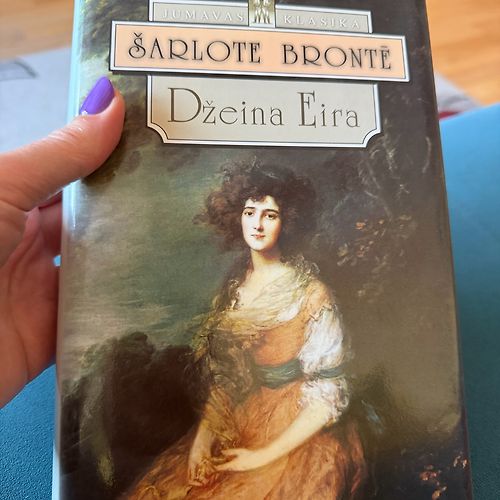 JUMAVAS KLASIKA
ŠARLOTE BRONTĒ
Džeina Eira